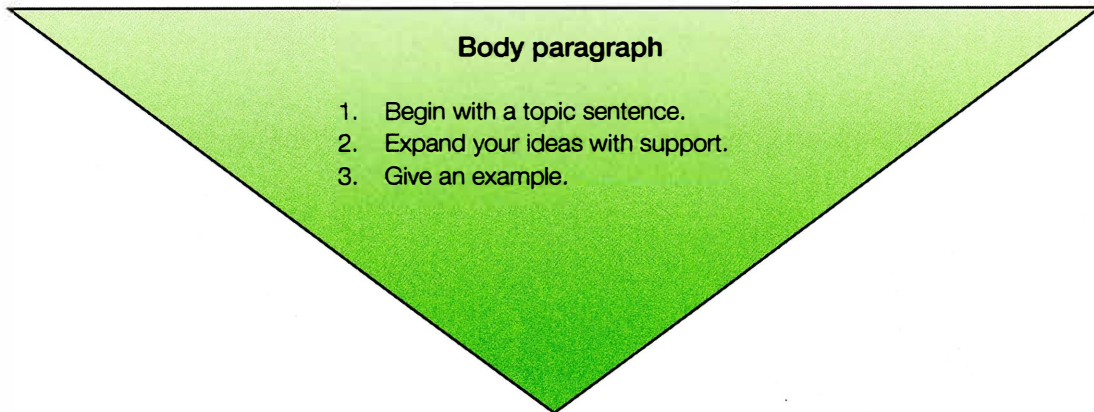 Body paragraph
1. Begin with a topic sentence.
2. Expand your ideas with support.
3. Give an example.